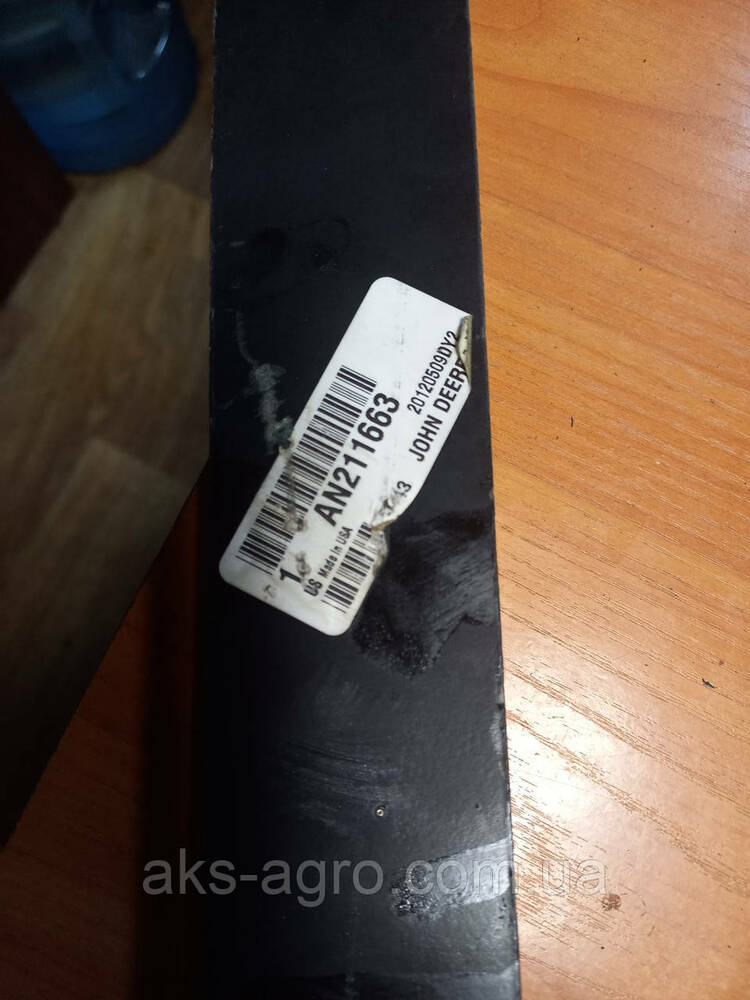 AN211663
1
US Made in USA
20120509DY2
JOHN DEERE
aks-agro.com.ua